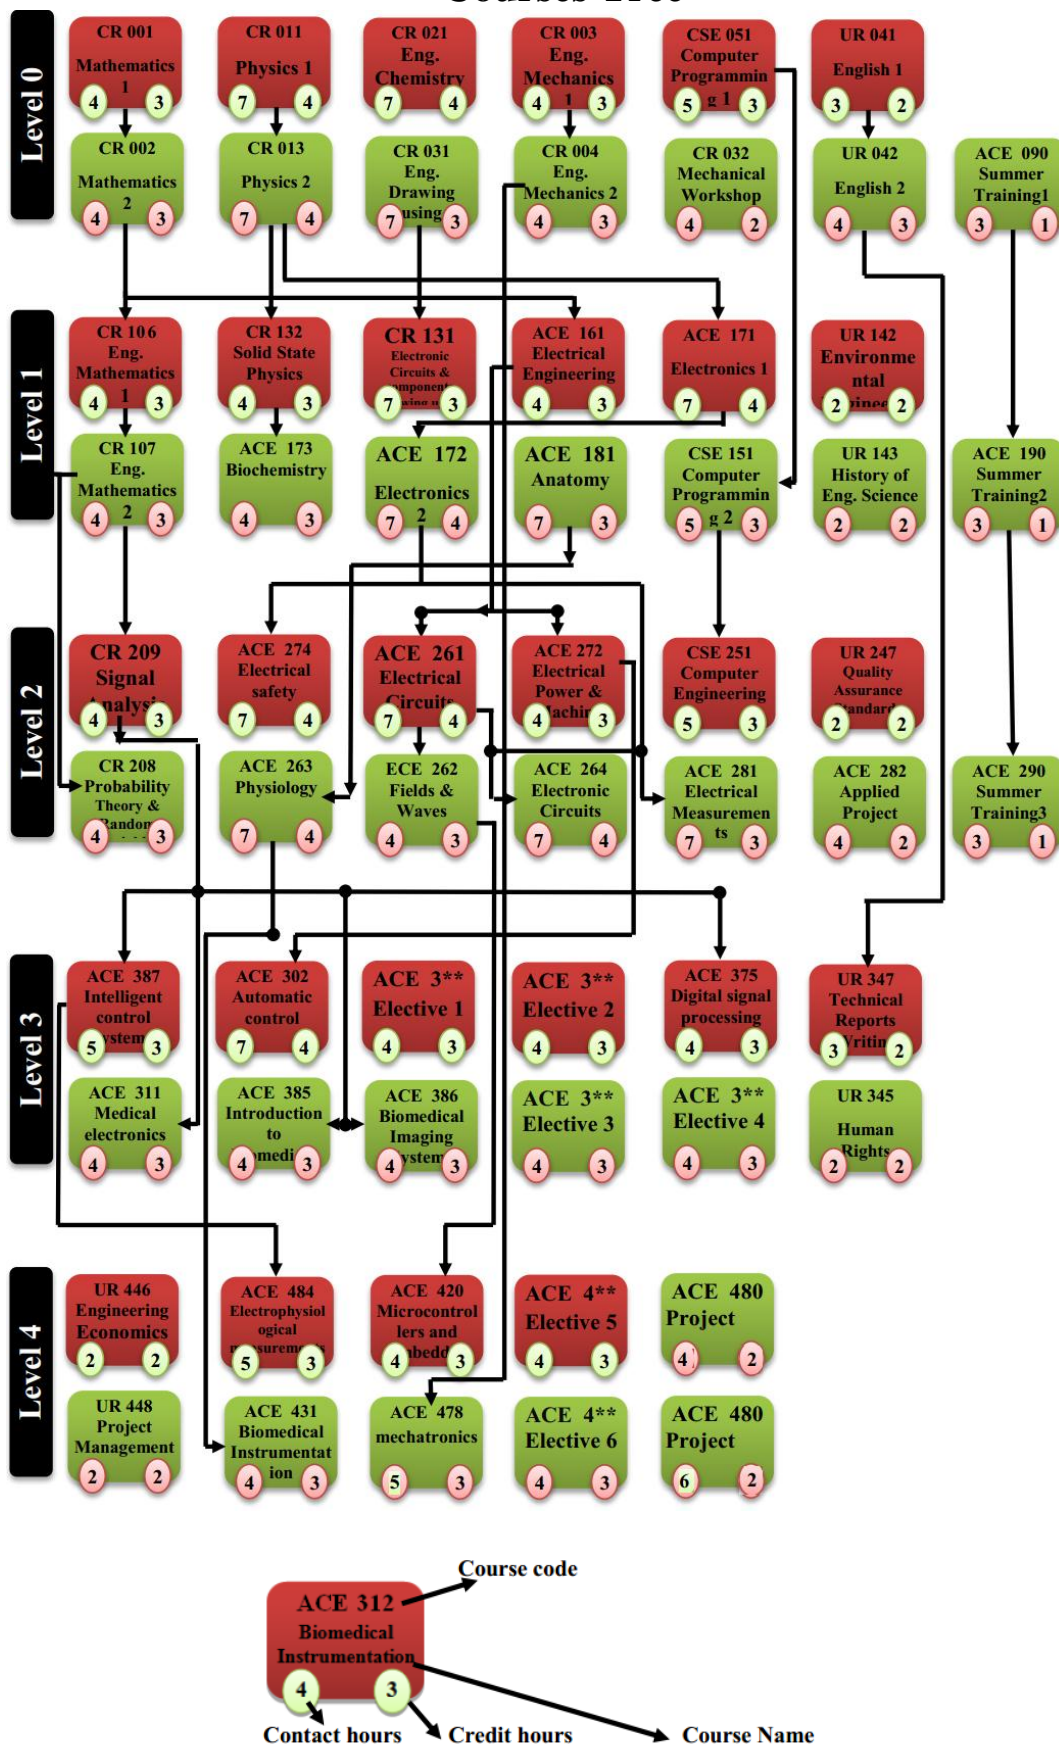 Courses Tree
Level 0
CR 001
Mathematics
1
4 3
CR 011
Physics 1
7 4
CR 021
Eng.
Chemistry
7 4
CR 003
Eng.
Mechanics
1
4 3
CSE 051
Computer
Programmin
g 1
5 3
UR 041
English 1
3 2
CR 002
Mathematics
2
4 3
CR 013
Physics 2
7 4
CR 031
Eng.
Drawing
using
7 3
CR 004
Eng.
Mechanics 2
4 3
CR 032
Mechanical
Workshop
4 2
UR 042
English 2
4 3
ACE 090
Summer
Training1
3 1
Level 1
CR 106
Eng.
Mathematics
1
4 3
CR 132
Solid State
Physics
4 3
CR 131
Electronic
Circuits &
7 3
ACE 161
Electrical
Engineering
4 3
ACE 171
Electronics 1
7 4
UR 142
Environme
ntal
2 2
CR 107
Eng.
Mathematics
2
4 3
ACE 173
Biochemistry
4 3
ACE 172
Electronics
2
7 4
ACE 181
Anatomy
7 3
CSE 151
Computer
Programmin
g 2
5 3
UR 143
History of
Eng. Science
2 2
ACE 190
Summer
Training2
3 1
Level 2
CR 209
Signal
Analysis
4 3
ACE 274
Electrical
safety
7 4
ACE 261
Electrical
Circuits
7 4
ACE 272
Electrical
Power &
4 3
CSE 251
Computer
Engineering
5 3
UR 247
Quality
Assurance
Standard
2 2
CR 208
Probability
Theory &
Random
4 3
ACE 263
Physiology
7 4
ECE 262
Fields &
Waves
4 3
ACE 264
Electronic
Circuits
7 4
ACE 281
Electrical
Measuremen
ts
7 3
ACE 282
Applied
Project
4 2
ACE 290
Summer
Training3
3 1
Level 3
ACE 387
Intelligent
control
5 3
ACE 302
Automatic
control
7 4
ACE 3**
Elective 1
4 3
ACE 3**
Elective 2
4 3
ACE 375
Digital signal
processing
4 3
UR 347
Technical
Reports
Writin
3 2
ACE 311
Medical
electronics
4 3
ACE 385
Introduction
to
4 3
ACE 386
Biomedical
Imaging
4 3
ACE 3**
Elective 3
4 3
ACE 3**
Elective 4
4 3
UR 345
Human
Rights
2 2
Level 4
UR 446
Engineering
Economics
2 2
ACE 484
Electrophysiol
ogical
measurements
5 3
ACE 420
Microcontrol
lers and
4 3
ACE 4**
Elective 5
4 3
ACE 480
Project
4 2
UR 448
Project
Management
2 2
ACE 431
Biomedical
Instrumentat
ion
4 3
ACE 478
mechatronics
5 3
ACE 4**
Elective 6
4 3
ACE 480
Project
6 2
Course code
ACE 312
Biomedical
Instrumentation
4 3
Contact hours Credit hours Course Name